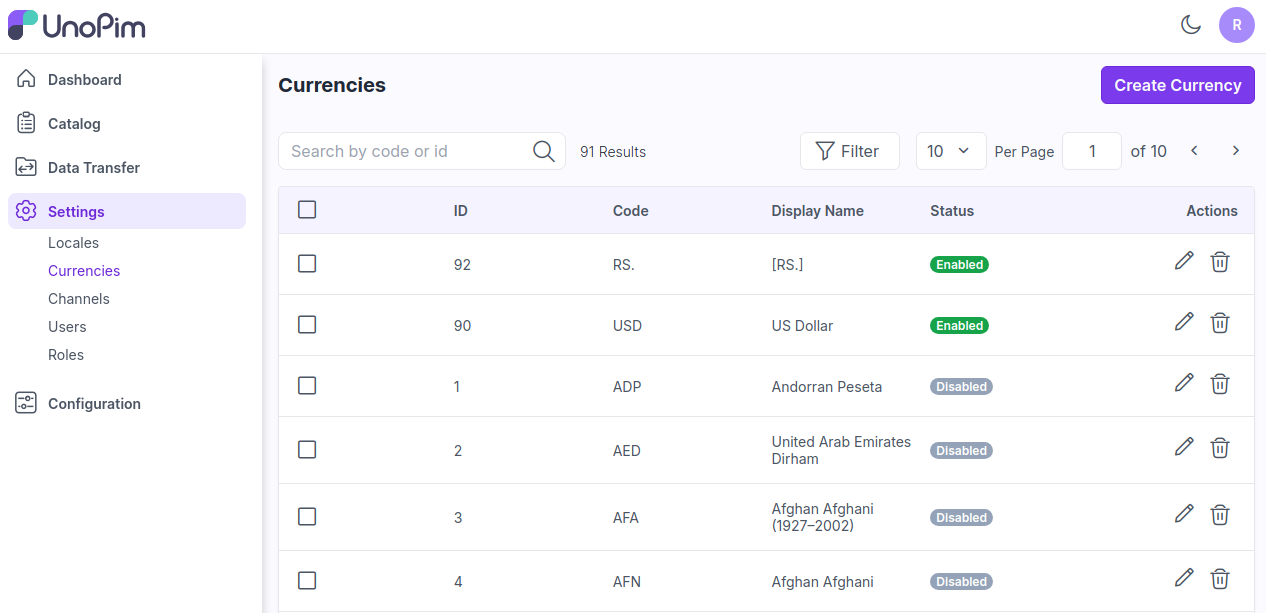 UnoPim
R
Dashboard
Catalog
Data Transfer
Settings
Locales
Currencies
Channels
Users
Roles
Configuration
Currencies
Create Currency
Search by code or id
91 Results
Filter
10
Per Page
1
of 10
ID Code Display Name Status Actions
92 RS. [RS.] Enabled
90 USD US Dollar Enabled
1 ADP Andorran Peseta Disabled
2 AED United Arab Emirates
Dirham Disabled
3 AFA Afghan Afghani
(1927–2002) Disabled
4 AFN Afghan Afghani Disabled